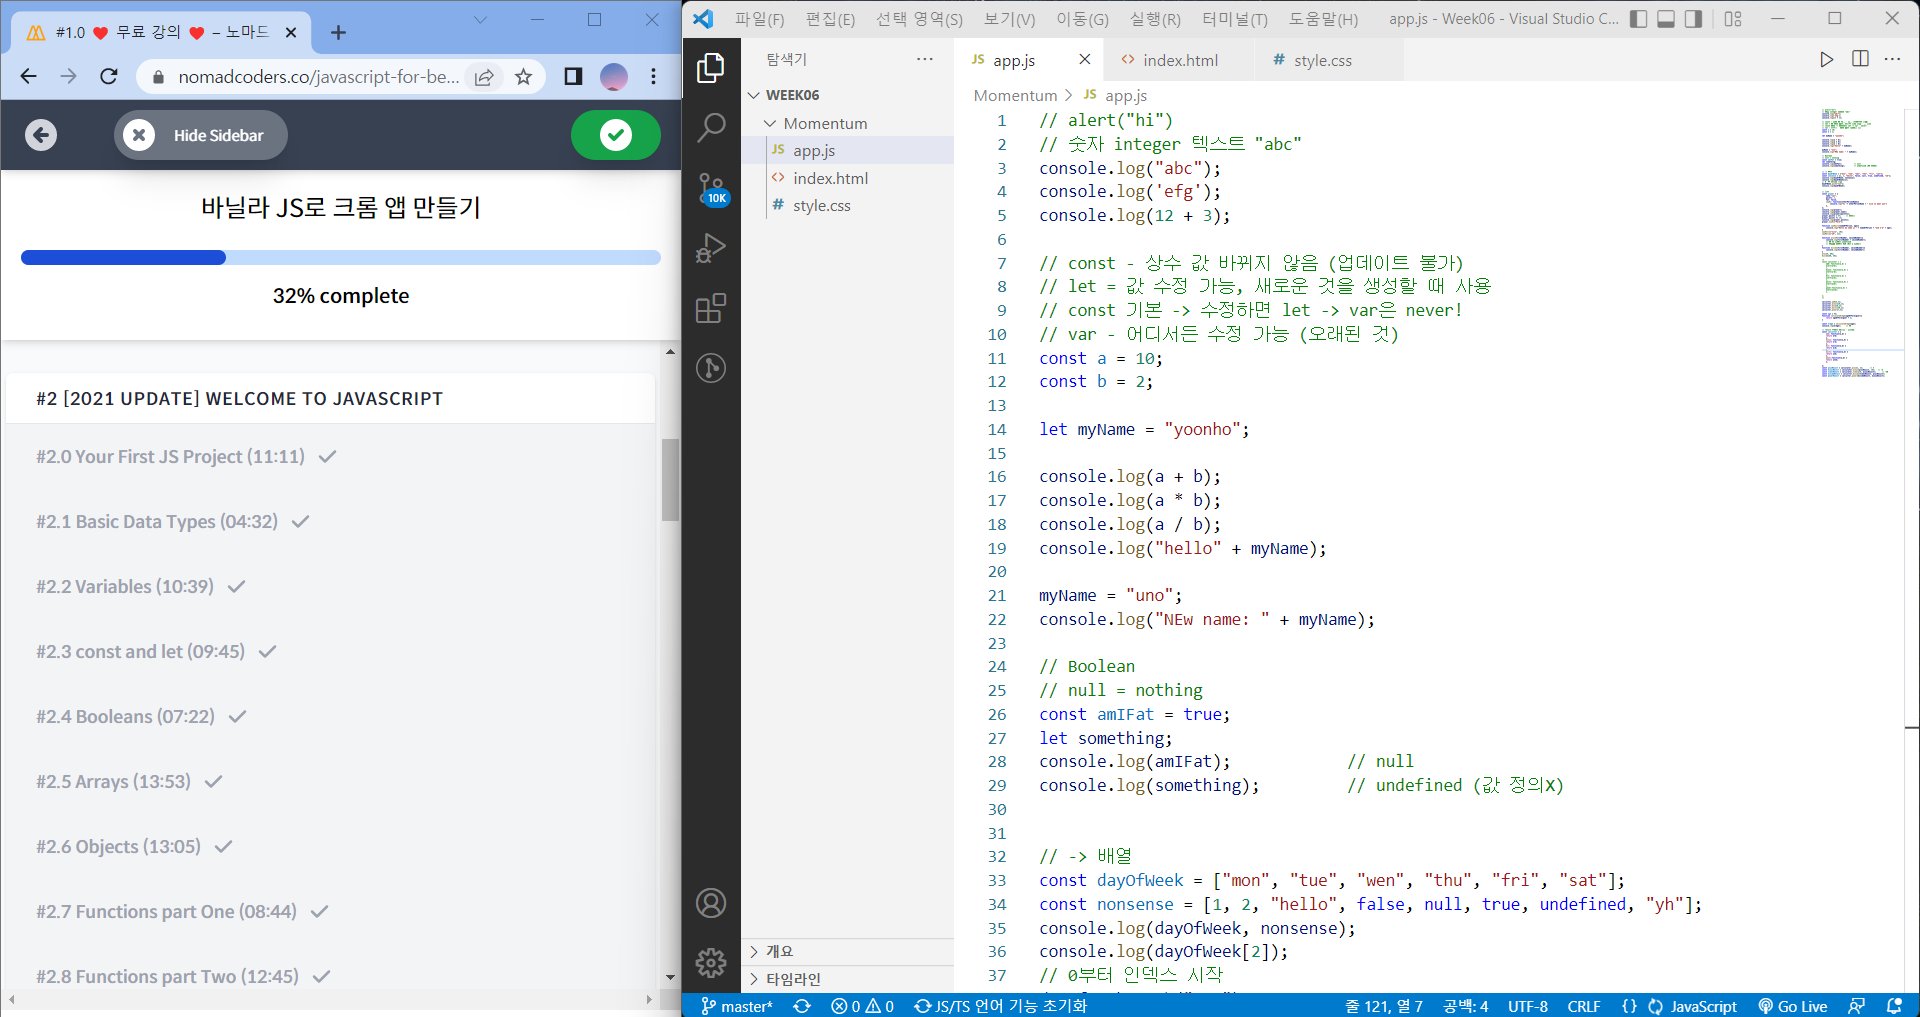 #1.0 ❤️ 무료 강의 ❤️ – 노마드
nomadcoders.co/javascript-for-be...
Hide Sidebar
바닐라 JS로 크롬 앱 만들기
32% complete
#2 [2021 UPDATE] WELCOME TO JAVASCRIPT
#2.0 Your First JS Project (11:11)
#2.1 Basic Data Types (04:32)
#2.2 Variables (10:39)
#2.3 const and let (09:45)
#2.4 Booleans (07:22)
#2.5 Arrays (13:53)
#2.6 Objects (13:05)
#2.7 Functions part One (08:44)
#2.8 Functions part Two (12:45)
파일(F) 편집(E) 선택 영역(S) 보기(V) 이동(G) 실행(R) 터미널(T) 도움말(H) app.js - Week06 - Visual Studio C...
탐색기
WEEK06
Momentum
JS app.js
<> index.html
# style.css
10K
개요
타임라인
JS app.js <> index.html # style.css
Momentum > JS app.js
1 // alert("hi")
2 // 숫자 integer 텍스트 "abc"
3 console.log("abc");
4 console.log('efg');
5 console.log(12 + 3);
6
7 // const - 상수 값 바뀌지 않음 (업데이트 불가)
8 // let = 값 수정 가능, 새로운 것을 생성할 때 사용
9 // const 기본 -> 수정하면 let -> var은 never!
10 // var - 어디서든 수정 가능 (오래된 것)
11 const a = 10;
12 const b = 2;
13
14 let myName = "yoonho";
15
16 console.log(a + b);
17 console.log(a * b);
18 console.log(a / b);
19 console.log("hello" + myName);
20
21 myName = "uno";
22 console.log("NEw name: " + myName);
23
24 // Boolean
25 // null = nothing
26 const amIFat = true;
27 let something;
28 console.log(amIFat); // null
29 console.log(something); // undefined (값 정의X)
30
31
32 // -> 배열
33 const dayOfWeek = ["mon", "tue", "wen", "thu", "fri", "sat"];
34 const nonsense = [1, 2, "hello", false, null, true, undefined, "yh"];
35 console.log(dayOfWeek, nonsense);
36 console.log(dayOfWeek[2]);
37 // 0부터 인덱스 시작
master* 0 0 JS/TS 언어 기능 초기화 줄 121, 열 7 공백: 4 UTF-8 CRLF {} JavaScript Go Live